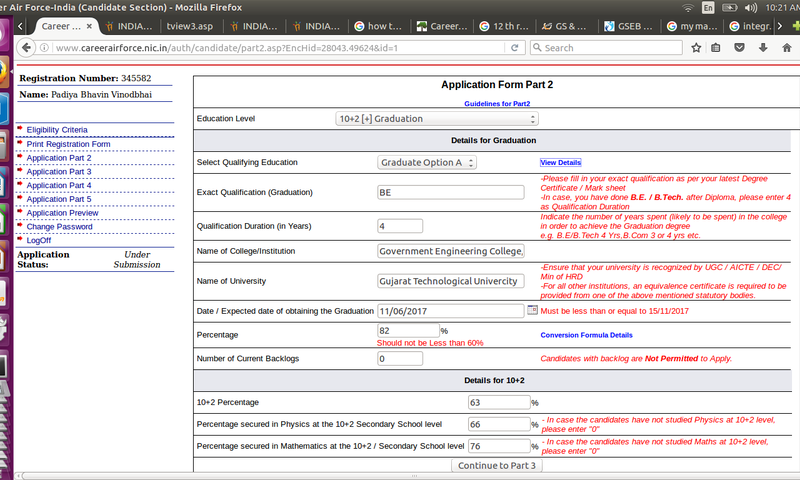 er Air Force-India (Candidate Section) - Mozilla Firefox
En
10:21 AM
Career ...
INDIA...
tview3.asp
INDIA...
INDIA...
how t...
Career...
12 th r...
GS & ...
GSEB ...
my ma...
integr.
www.careerairforce.nic.in/auth/candidate/part2.asp?EncHid=28043.49624&id=1
Search
Registration Number: 345582
Name: Padiya Bhavin Vinodbhai
Eligibility Criteria
Print Registration Form
Application Part 2
Application Part 3
Application Part 4
Application Part 5
Application Preview
Change Password
LogOff
Application Status: Under Submission
Application Form Part 2
Guidelines for Part2
Education Level 10+2 [+] Graduation
Details for Graduation
Select Qualifying Education Graduate Option A View Details
Exact Qualification (Graduation) BE
-Please fill in your exact qualification as per your latest Degree
Certificate / Mark sheet
-In case, you have done B.E. / B.Tech. after Diploma, please enter 4
as Qualification Duration
Qualification Duration (in Years) 4
Indicate the number of years spent (likely to be spent) in the college
in order to achieve the Graduation degree
e.g. B.E/B.Tech 4 Yrs,B.Com 3 or 4 yrs etc.
Name of College/Institution Government Engineering College,
Name of University Gujarat Technological Univercity
-Ensure that your university is recognized by UGC / AICTE / DEC/
Min of HRD
-For all other institutions, an equivalence certificate is required to be
provided from one of the above mentioned statutory bodies.
Date / Expected date of obtaining the Graduation 11/06/2017 Must be less than or equal to 15/11/2017
Percentage 82 % Conversion Formula Details
Should not be Less than 60%
Number of Current Backlogs 0 Candidates with backlog are Not Permitted to Apply.
Details for 10+2
10+2 Percentage 63 %
Percentage secured in Physics at the 10+2 Secondary School level 66 % - In case the candidates have not studied Physics at 10+2 level,
please enter "0"
Percentage secured in Mathematics at the 10+2 / Secondary School level 76 % - In case the candidates have not studied Maths at 10+2 level,
please enter "0"
Continue to Part 3